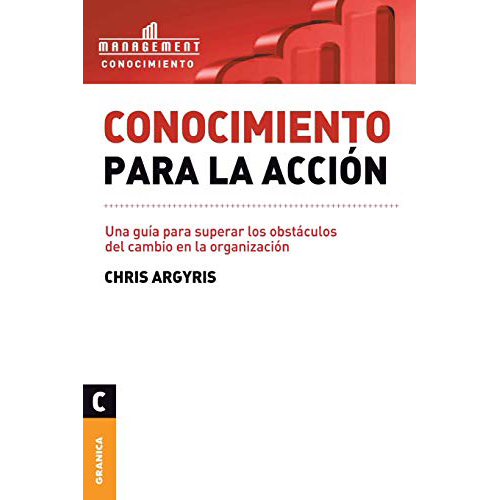 MANAGEMENT
CONOCIMIENTO
CONOCIMIENTO
PARA LA ACCIÓN
Una guía para superar los obstáculos
del cambio en la organización
CHRIS ARGYRIS
C
GRANICA